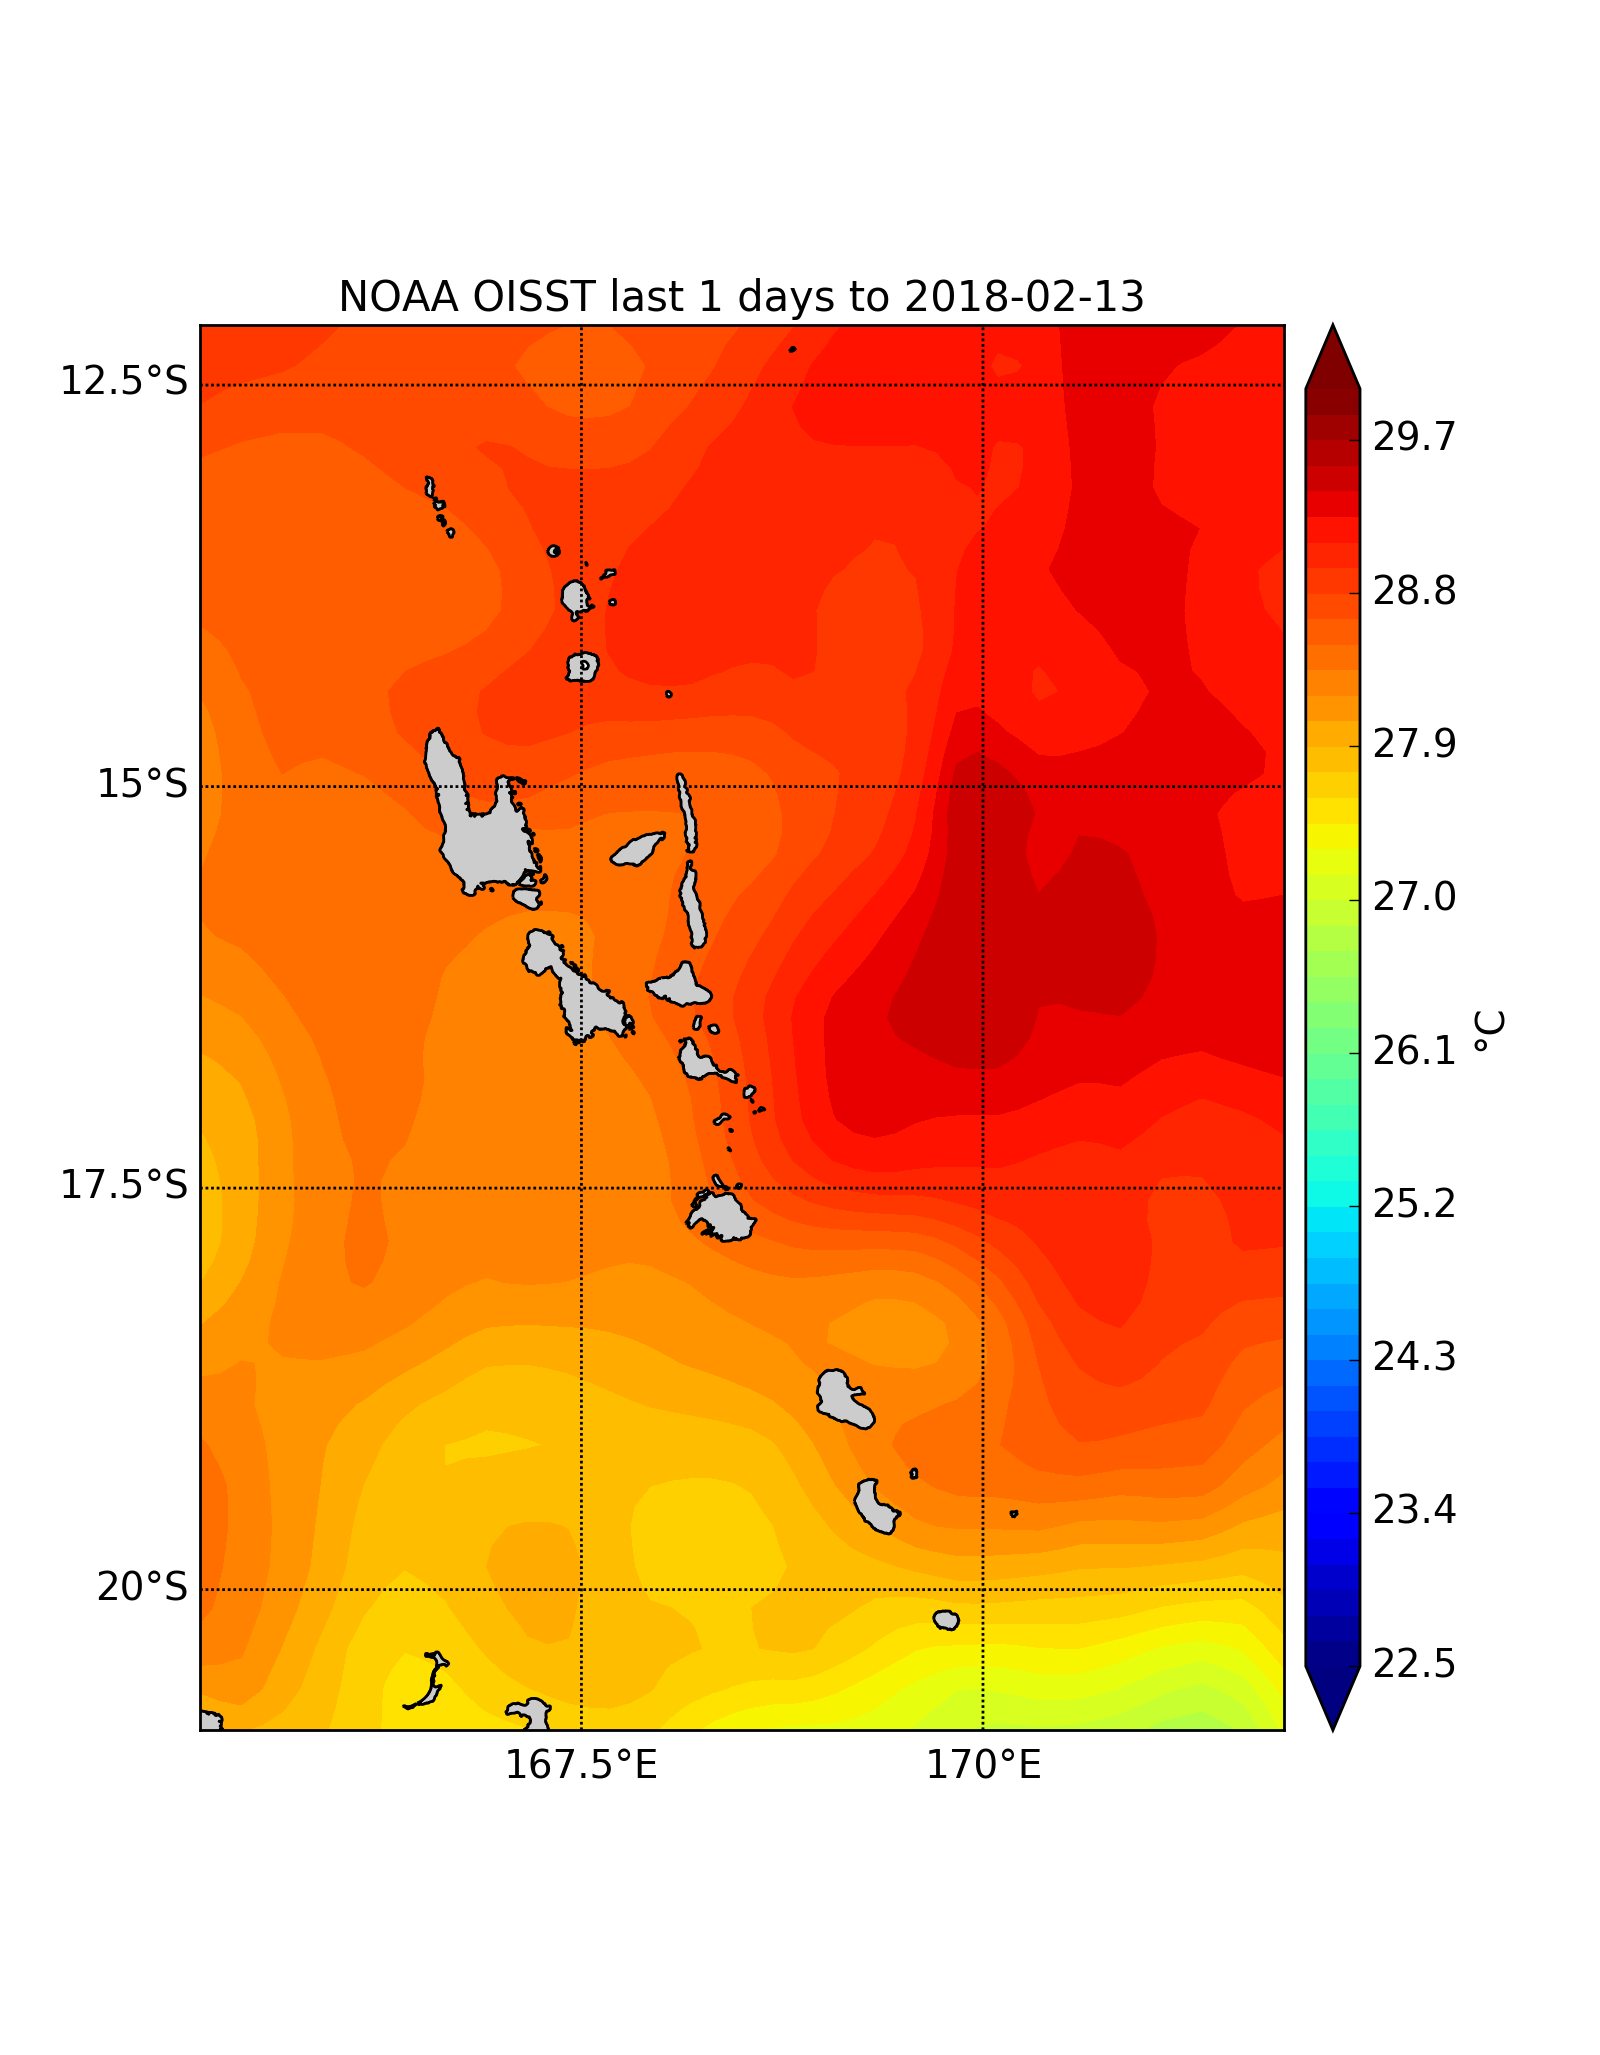 NOAA OISST last 1 days to 2018-02-13
12.5°S
15°S
17.5°S
20°S
167.5°E
170°E
29.7
28.8
27.9
27.0
26.1
25.2
24.3
23.4
22.5
°C